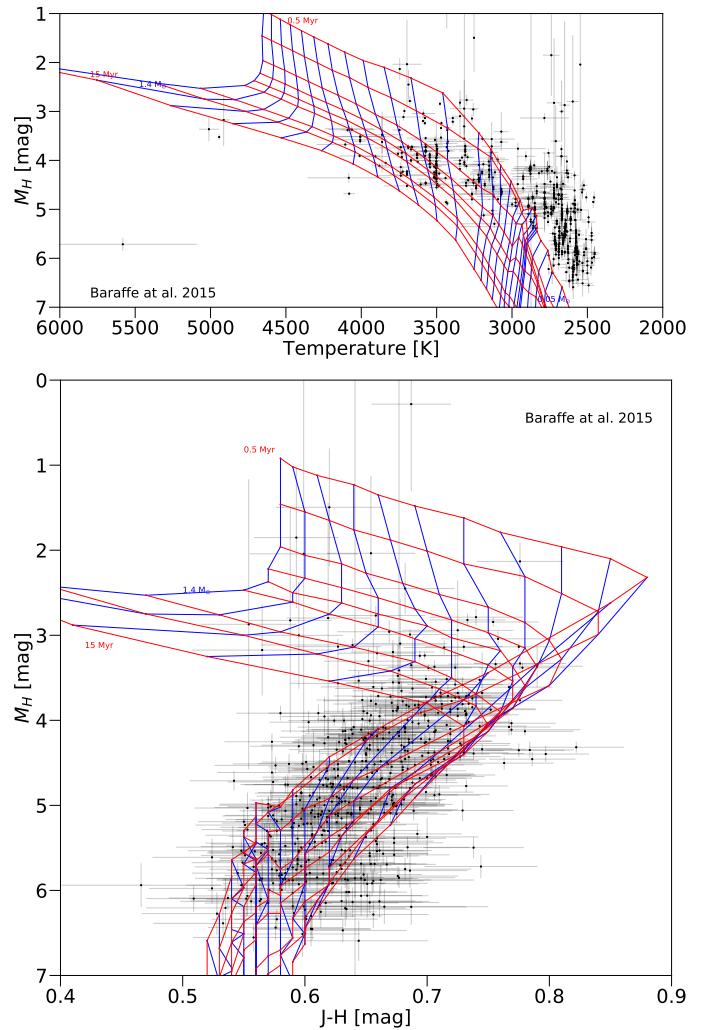 1
2
3
4
5
6
7
M_H [mag]
0.5 Myr
15 Myr
1.4 M☉
0.05 M☉
Baraffe at al. 2015
6000 5500 5000 4500 4000 3500 3000 2500 2000
Temperature [K]
0
1
2
3
4
5
6
7
M_H [mag]
Baraffe at al. 2015
0.5 Myr
1.4 M☉
15 Myr
0.4 0.5 0.6 0.7 0.8 0.9
J-H [mag]